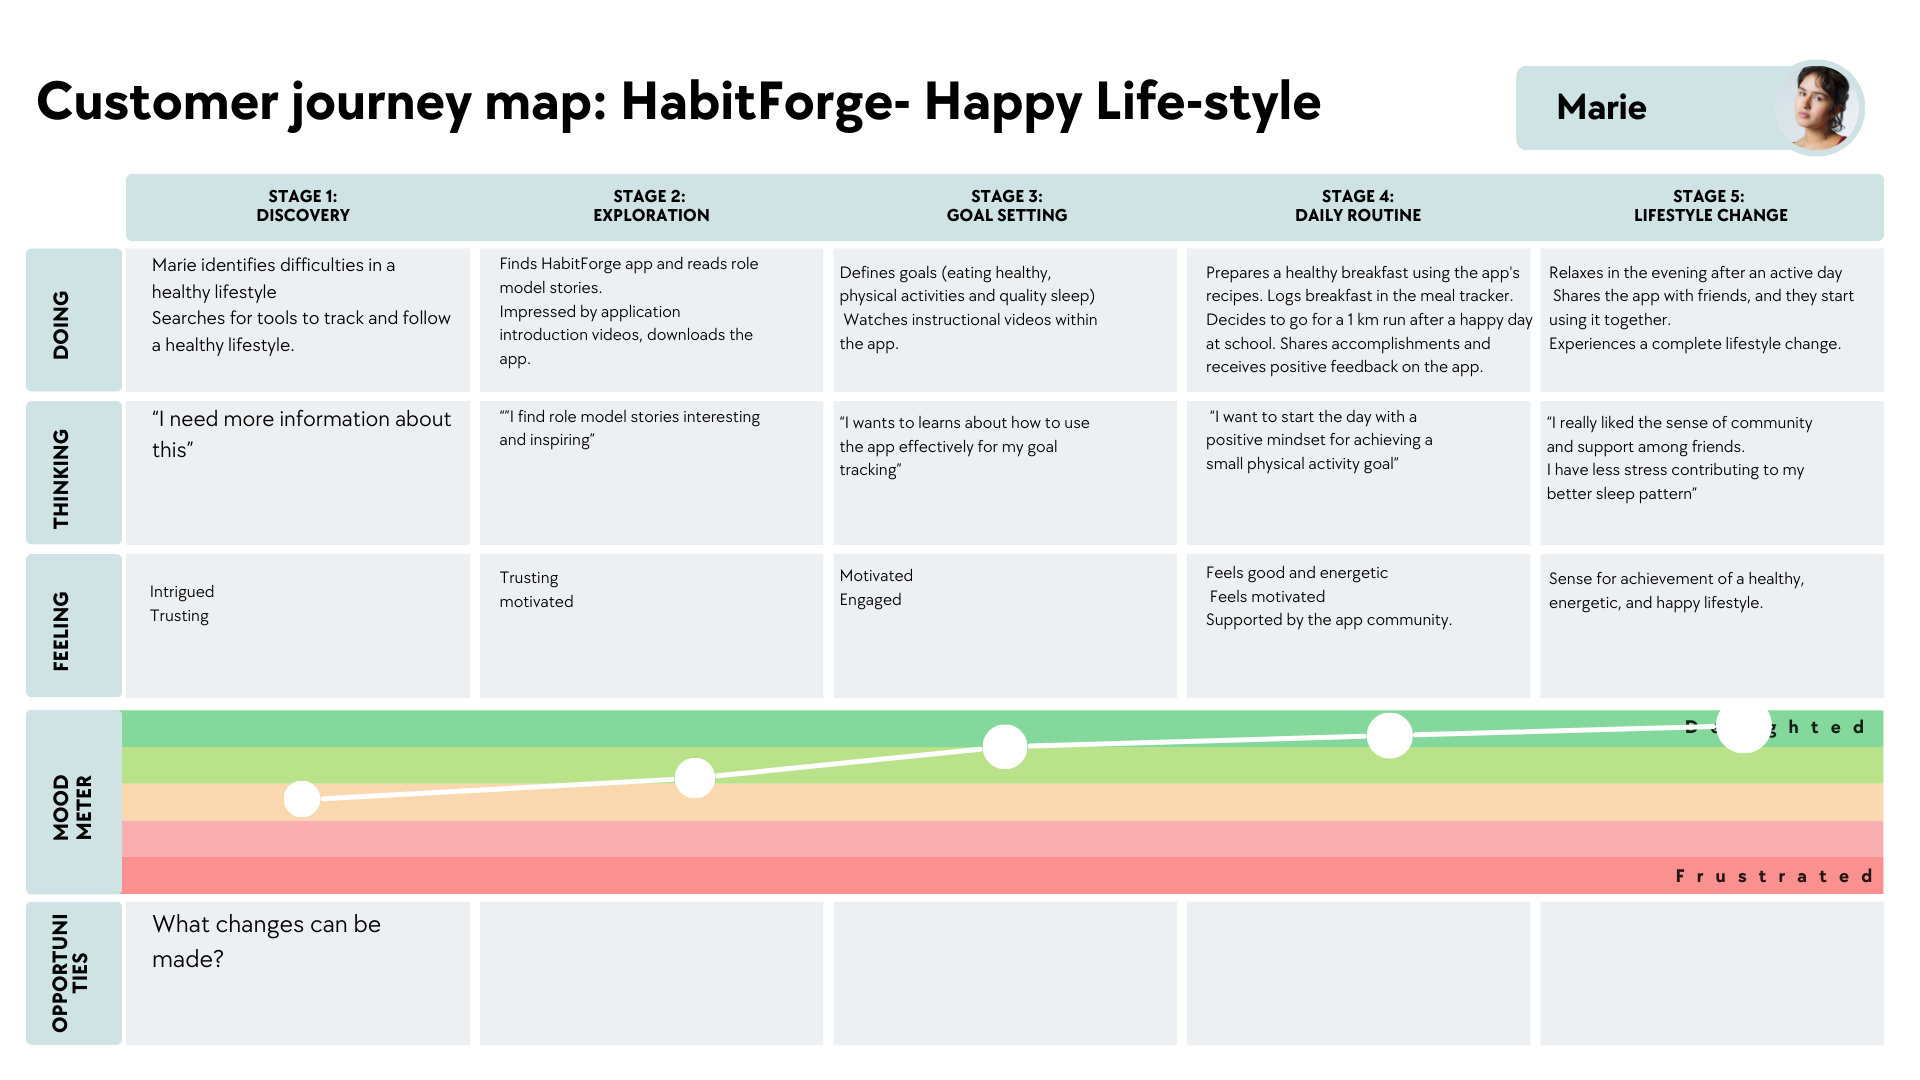 Customer journey map: HabitForge- Happy Life-style
Marie
STAGE 1:
DISCOVERY
STAGE 2:
EXPLORATION
STAGE 3:
GOAL SETTING
STAGE 4:
DAILY ROUTINE
STAGE 5:
LIFESTYLE CHANGE
DOING
Marie identifies difficulties in a
healthy lifestyle
Searches for tools to track and follow
a healthy lifestyle.
Finds HabitForge app and reads role
model stories.
Impressed by application
introduction videos, downloads the
app.
Defines goals (eating healthy,
physical activities and quality sleep)
Watches instructional videos within
the app.
Prepares a healthy breakfast using the app's
recipes. Logs breakfast in the meal tracker.
Decides to go for a 1 km run after a happy day
at school. Shares accomplishments and
receives positive feedback on the app.
Relaxes in the evening after an active day
Shares the app with friends, and they start
using it together.
Experiences a complete lifestyle change.
THINKING
“I need more information about
this”
“”I find role model stories interesting
and inspiring”
“I wants to learns about how to use
the app effectively for my goal
tracking”
“I want to start the day with a
positive mindset for achieving a
small physical activity goal”
“I really liked the sense of community
and support among friends.
I have less stress contributing to my
better sleep pattern”
FEELING
Intrigued
Trusting
Trusting
motivated
Motivated
Engaged
Feels good and energetic
Feels motivated
Supported by the app community.
Sense for achievement of a healthy,
energetic, and happy lifestyle.
MOOD
METER
Frustrated
OPPORTUNI
TIES
What changes can be
made?